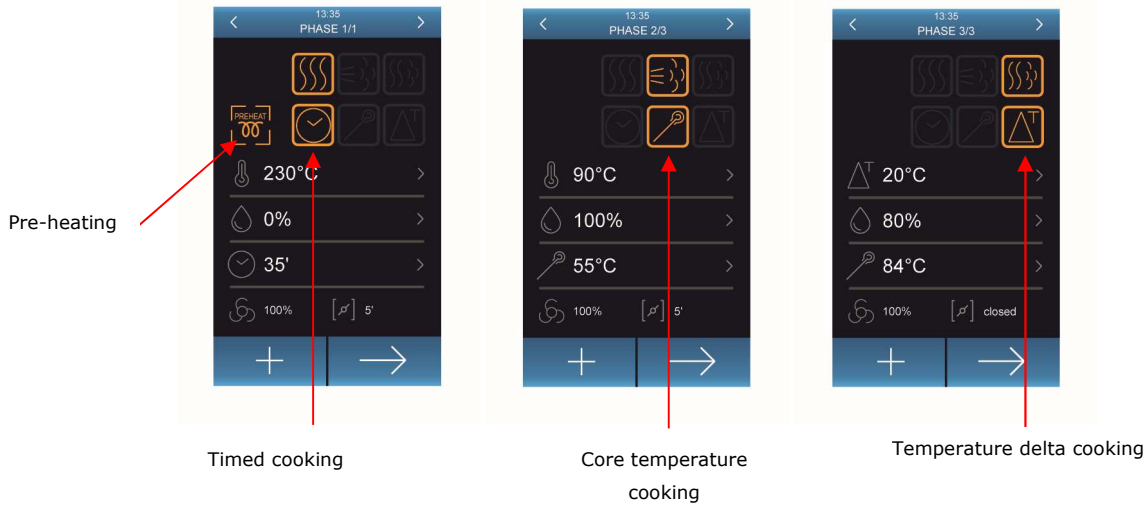 13:35
PHASE 1/1
PREHEAT
230°C
0%
35'
100%
5'
13:35
PHASE 2/3
T
90°C
100%
55°C
100%
5'
13:35
PHASE 3/3
T
T
20°C
80%
84°C
100%
closed
Pre-heating
Timed cooking
Core temperature
cooking
Temperature delta cooking